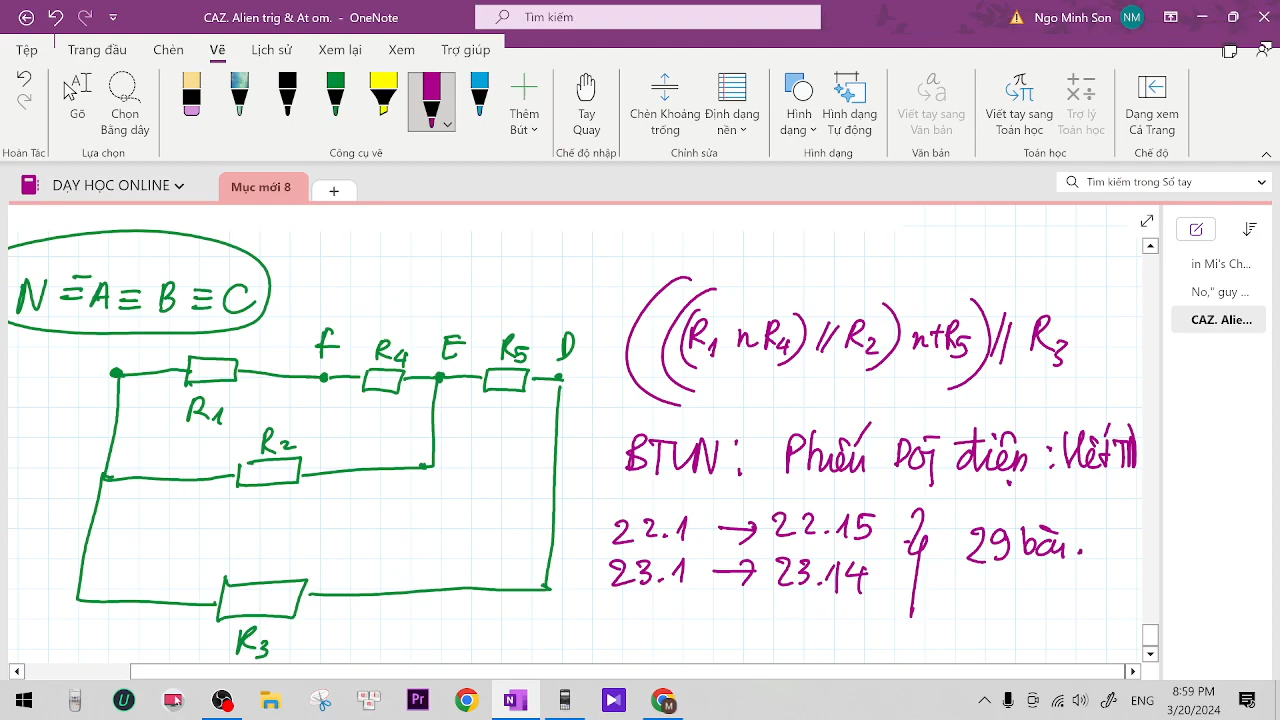 CAZ. Alien ring & At om. - OneNote
Tìm kiếm
Ngo Minh Son
NM
Tệp Trang đầu Chèn Vẽ Lịch sử Xem lại Xem Trợ giúp
Gõ
Chọn Bằng dây
Thêm Bút
Tay Quay
Chèn Khoảng trống
Định dạng nền
Hình dạng
Hình dạng Tự động
Viết tay sang Văn bản
Viết tay sang Toán học
Trợ lý Toán học
Dạng xem Cả Trang
Hoàn Tác Lựa chọn Công cụ vẽ Chế độ nhập Chỉnh sửa Hình dạng Văn bản Toán học Chế độ
DẠY HỌC ONLINE
Mục mới 8
+
Tìm kiếm trong Sổ tay
in Mi's Ch...
No," guy ...
CAZ. Alie...
N ≡ A ≡ B ≡ C
F R4 E R5 D
R1
R2
R3
(((R1 nt R4) // R2) nt R5) // R3
BTVN: Phiếu Dòng điện:
22.1 → 22.15
23.1 → 23.14
29 bài.
Pr
M
ENG
8:59 PM
3/20/2024